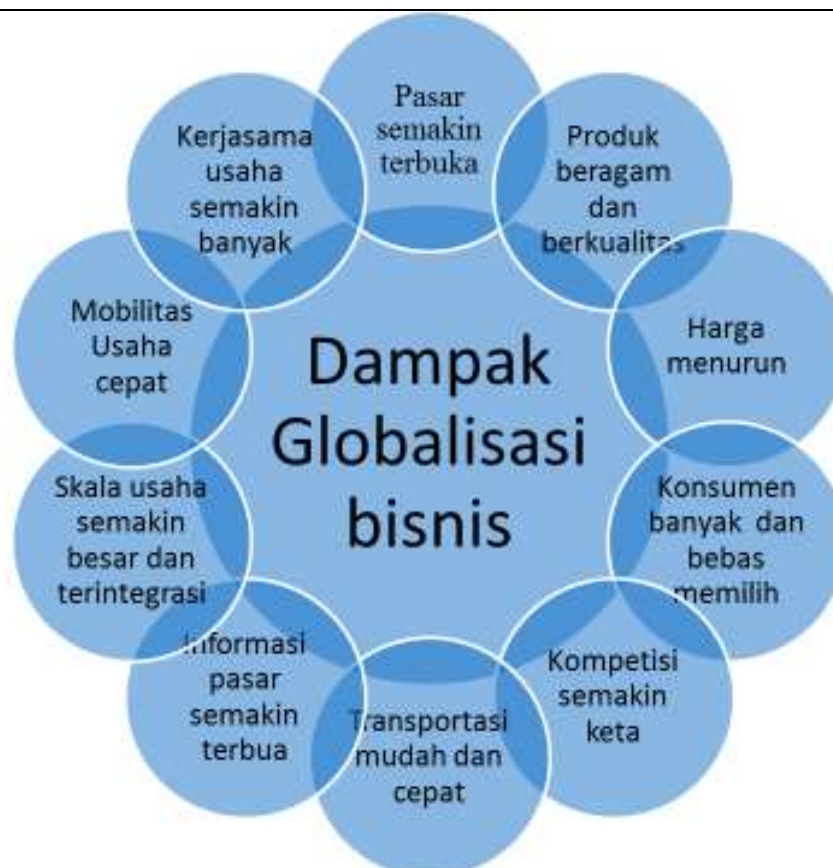 Pasar
semakin
terbuka
Produk
beragam
dan
berkualitas
Harga
menurun
Konsumen
banyak dan
bebas
memilih
Kompetisi
semakin
keta
Transportasi
mudah dan
cepat
Informasi
pasar
semakin
terbua
Skala usaha
semakin
besar dan
terintegrasi
Mobilitas
Usaha
cepat
Kerjasama
usaha
semakin
banyak
Dampak
Globalisasi
bisnis